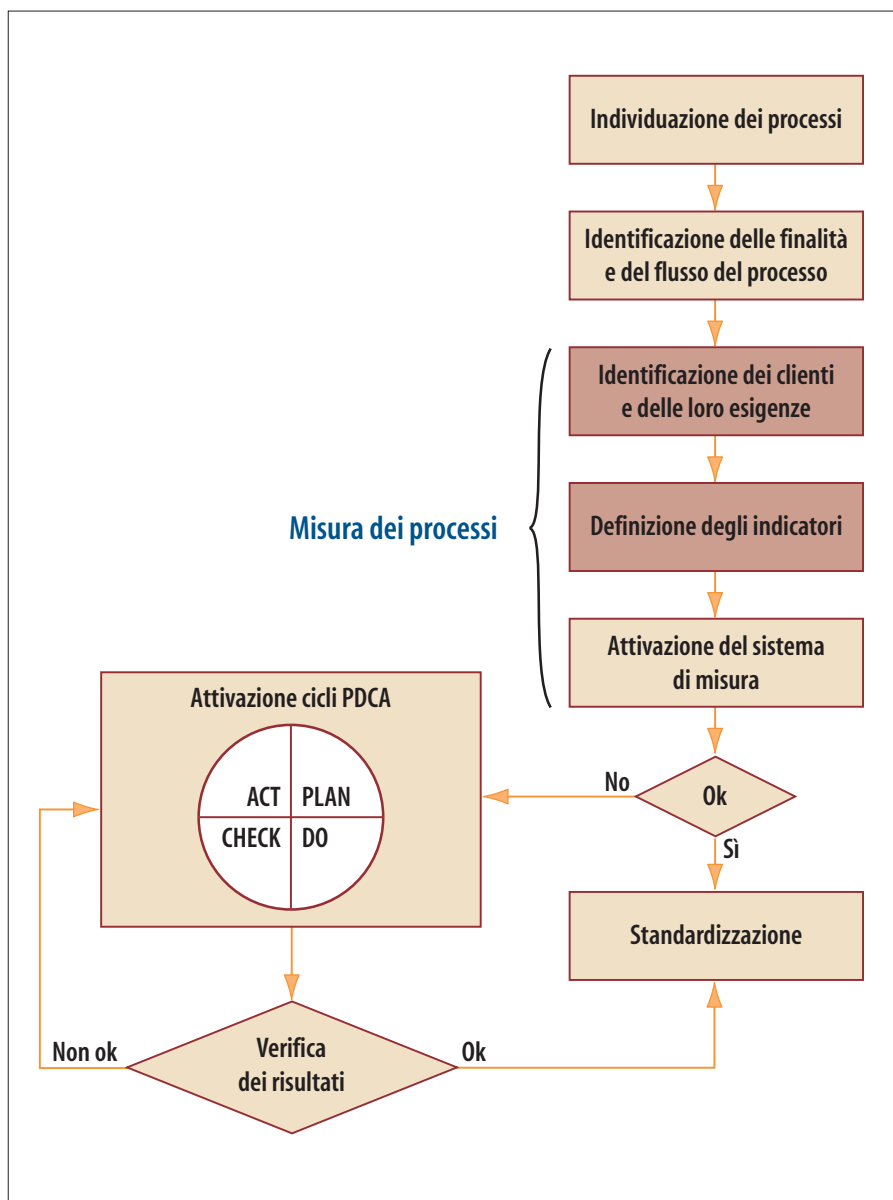 Individuazione dei processi
Identificazione delle finalità
e del flusso del processo
Identificazione dei clienti
e delle loro esigenze
Misura dei processi
Definizione degli indicatori
Attivazione del sistema
di misura
Attivazione cicli PDCA
ACT
PLAN
CHECK
DO
No
Ok
Sì
Standardizzazione
Non ok
Verifica
dei risultati
Ok